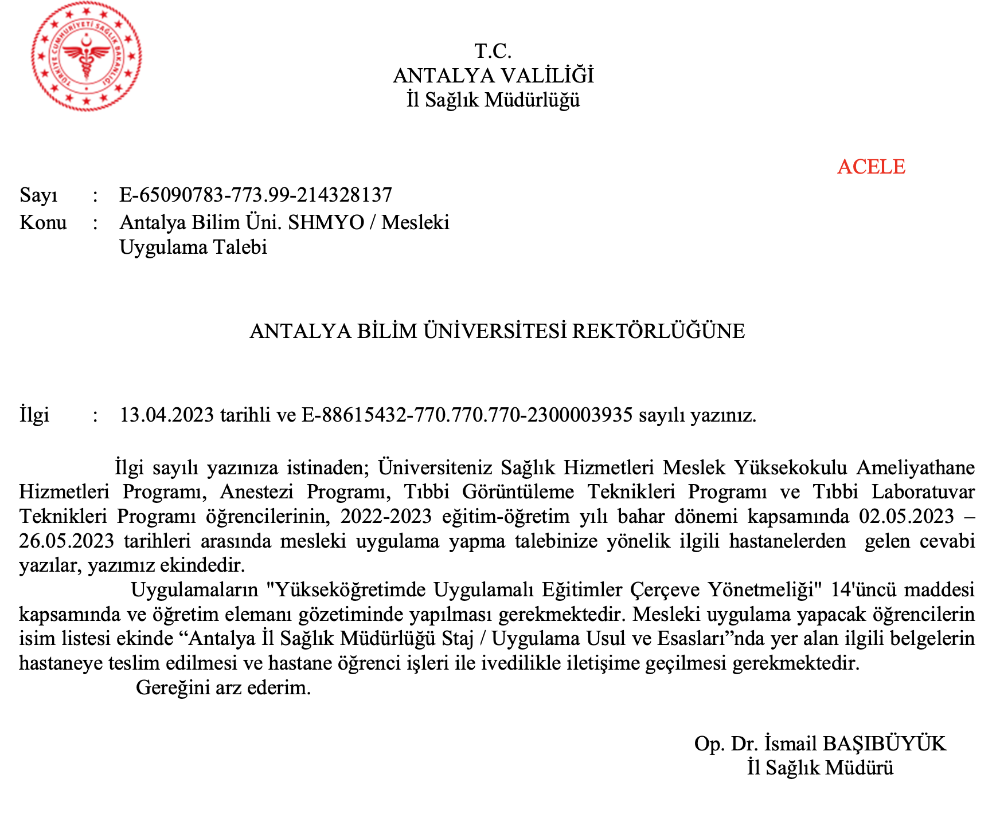 TÜRKİYE CUMHURİYETİ SAĞLIK BAKANLIĞI
T.C.
ANTALYA VALİLİĞİ
İl Sağlık Müdürlüğü
ACELE
Sayı : E-65090783-773.99-214328137
Konu : Antalya Bilim Üni. SHMYO / Mesleki
Uygulama Talebi
ANTALYA BİLİM ÜNİVERSİTESİ REKTÖRLÜĞÜNE
İlgi : 13.04.2023 tarihli ve E-88615432-770.770.770-2300003935 sayılı yazınız.
İlgi sayılı yazınıza istinaden; Üniversiteniz Sağlık Hizmetleri Meslek Yüksekokulu Ameliyathane
Hizmetleri Programı, Anestezi Programı, Tıbbi Görüntüleme Teknikleri Programı ve Tıbbi Laboratuvar
Teknikleri Programı öğrencilerinin, 2022-2023 eğitim-öğretim yılı bahar dönemi kapsamında 02.05.2023 –
26.05.2023 tarihleri arasında mesleki uygulama yapma talebinize yönelik ilgili hastanelerden  gelen cevabi
yazılar, yazımız ekindedir.
Uygulamaların "Yükseköğretimde Uygulamalı Eğitimler Çerçeve Yönetmeliği" 14'üncü maddesi
kapsamında ve öğretim elemanı gözetiminde yapılması gerekmektedir. Mesleki uygulama yapacak öğrencilerin
isim listesi ekinde “Antalya İl Sağlık Müdürlüğü Staj / Uygulama Usul ve Esasları”nda yer alan ilgili belgelerin
hastaneye teslim edilmesi ve hastane öğrenci işleri ile ivedilikle iletişime geçilmesi gerekmektedir.
Gereğini arz ederim.
Op. Dr. İsmail BAŞIBÜYÜK
İl Sağlık Müdürü